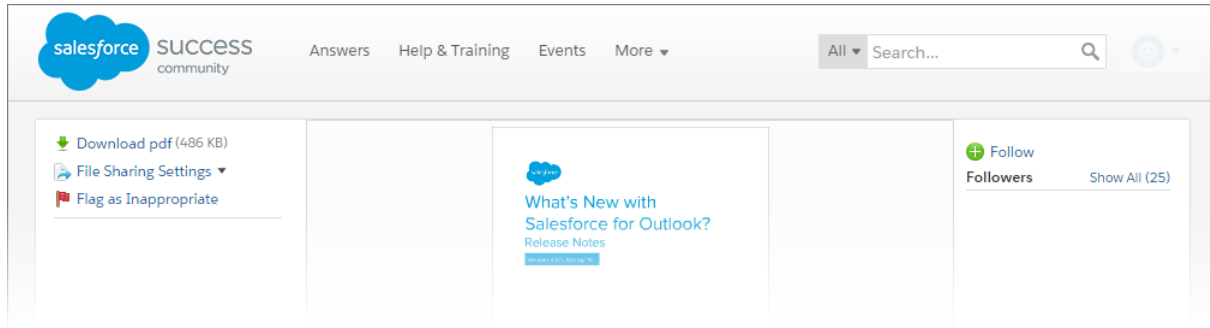 salesforce success community
Answers
Help & Training
Events
More
All
Search...
Download pdf (486 KB)
File Sharing Settings
Flag as Inappropriate
salesforce
What's New with
Salesforce for Outlook?
Release Notes
Follow
Followers
Show All (25)